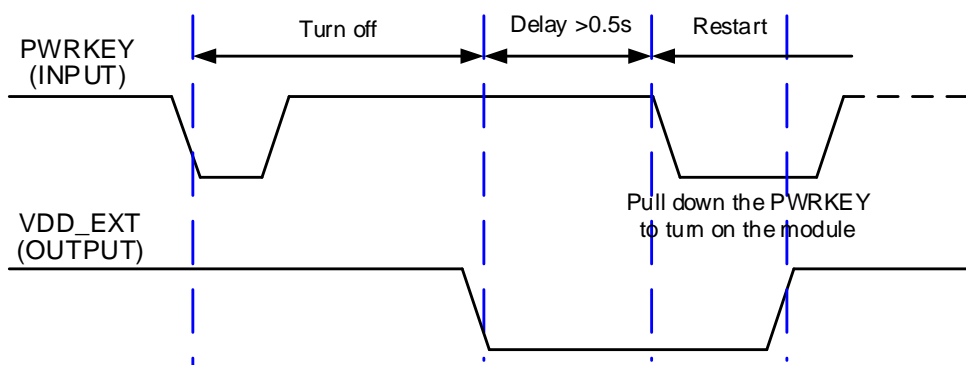 Turn off
Delay >0.5s
Restart
PWRKEY
(INPUT)
Pull down the PWRKEY
to turn on the module
VDD_EXT
(OUTPUT)